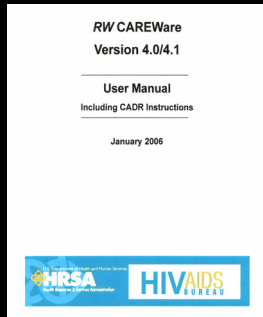 RW CAREWare
Version 4.0/4.1
User Manual
Including CADR Instructions
January 2006
U.S. Department of Health and Human Services
HRSA
Health Resources & Services Administration
HIV/AIDS
BUREAU